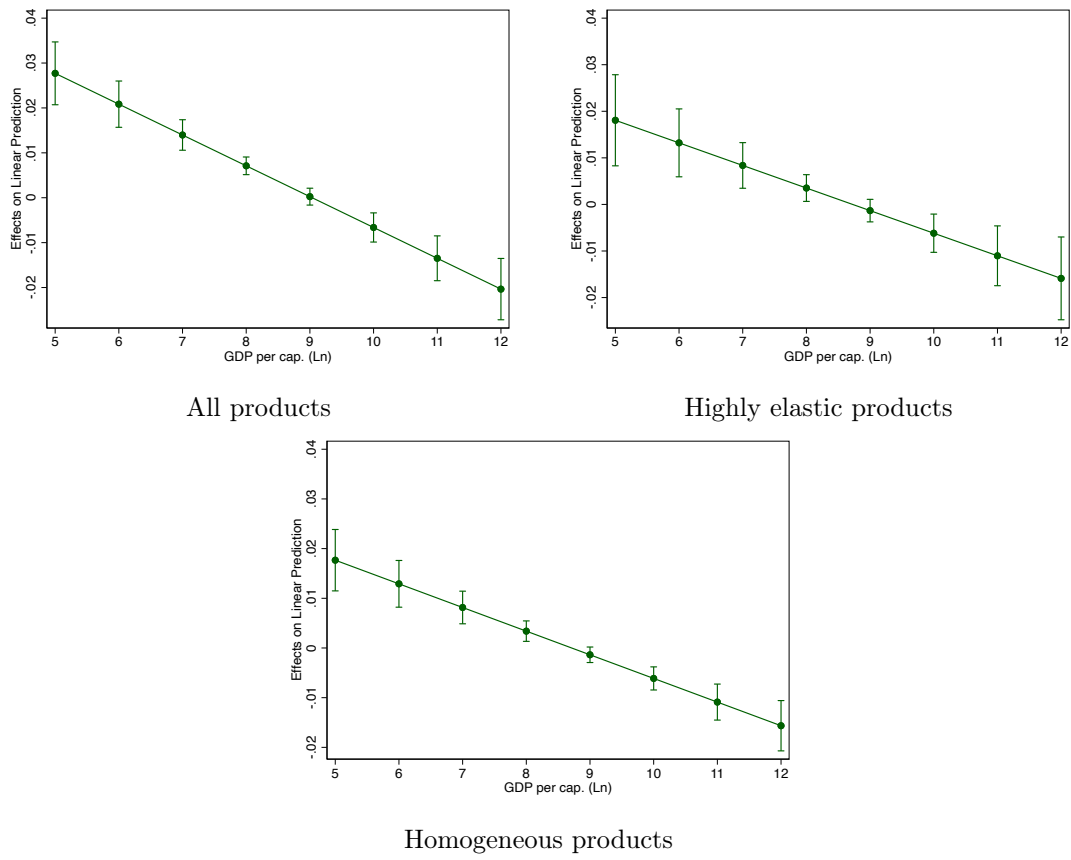 .04
.03
.02
.01
0
-.01
-.02
Effects on Linear Prediction
5 6 7 8 9 10 11 12
GDP per cap. (Ln)
All products
.04
.03
.02
.01
0
-.01
-.02
Effects on Linear Prediction
5 6 7 8 9 10 11 12
GDP per cap. (Ln)
Highly elastic products
.04
.03
.02
.01
0
-.01
-.02
Effects on Linear Prediction
5 6 7 8 9 10 11 12
GDP per cap. (Ln)
Homogeneous products